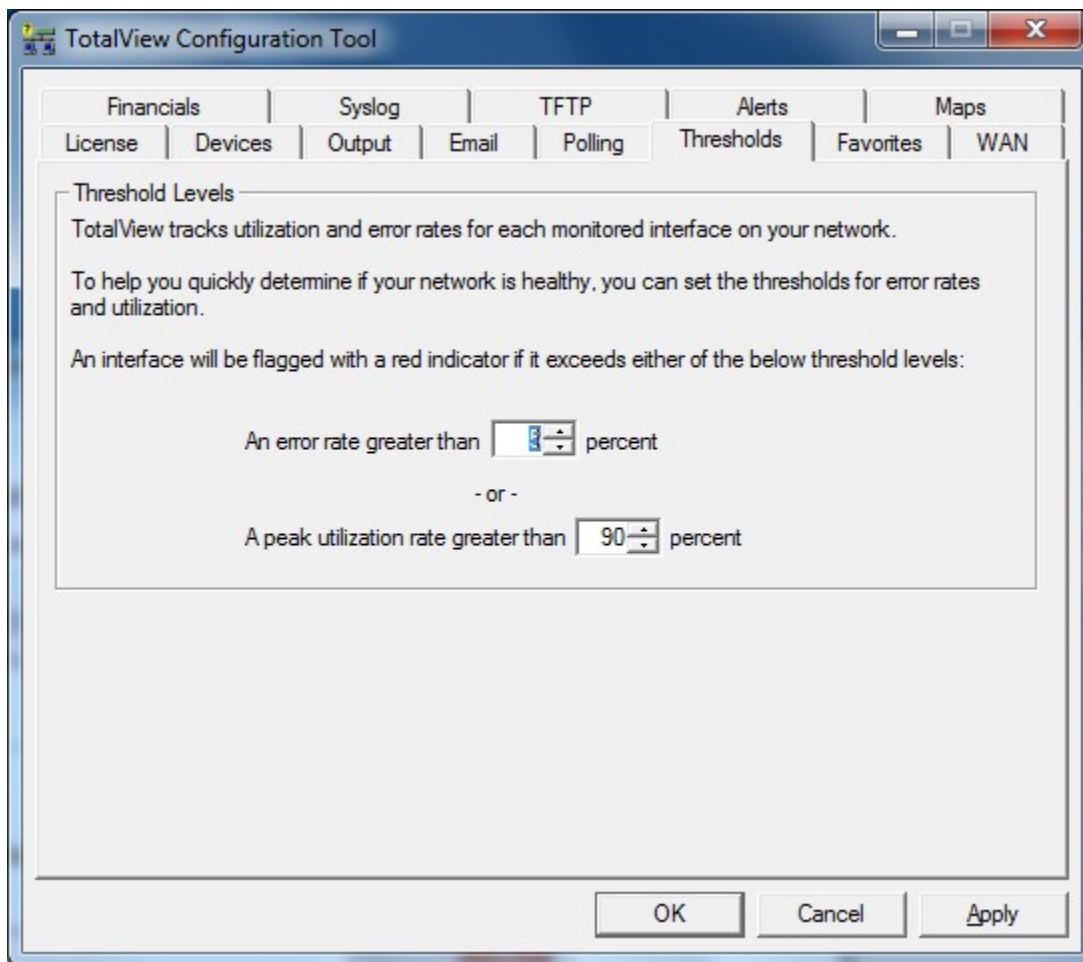 TotalView Configuration Tool
Financials Syslog TFTP Alerts Maps
License Devices Output Email Polling Thresholds Favorites WAN
Threshold Levels
TotalView tracks utilization and error rates for each monitored interface on your network.
To help you quickly determine if your network is healthy, you can set the thresholds for error rates
and utilization.
An interface will be flagged with a red indicator if it exceeds either of the below threshold levels:
An error rate greater than percent
- or -
A peak utilization rate greater than 90 percent
OK Cancel Apply